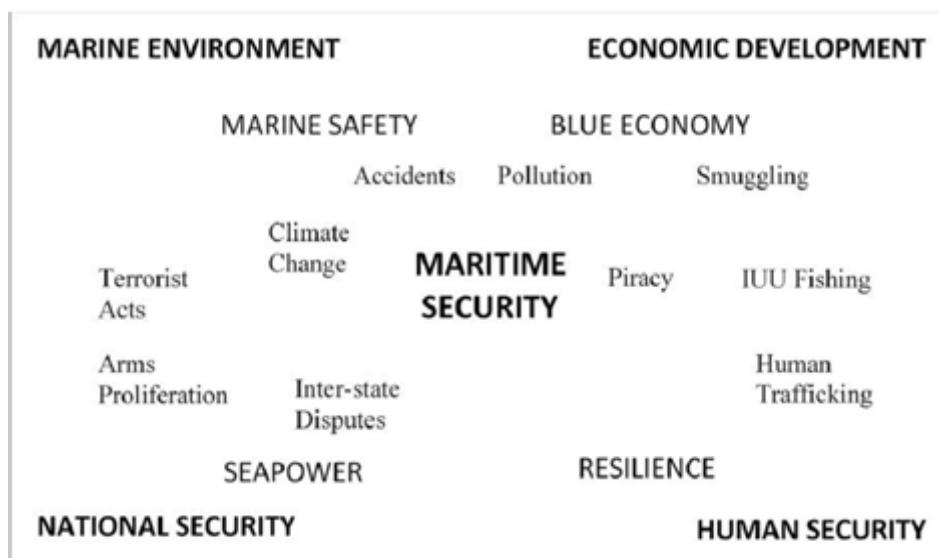 MARINE ENVIRONMENT
ECONOMIC DEVELOPMENT
MARINE SAFETY
BLUE ECONOMY
Accidents
Pollution
Smuggling
Climate
Change
MARITIME
SECURITY
Piracy
IUU Fishing
Terrorist
Acts
Arms
Proliferation
Inter-state
Disputes
Human
Trafficking
SEAPOWER
RESILIENCE
NATIONAL SECURITY
HUMAN SECURITY